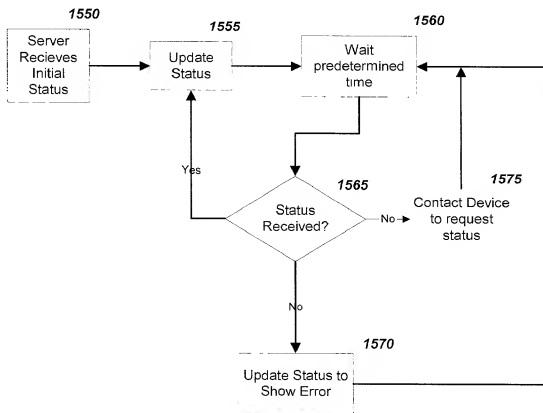 1550
Server
Recieves
Initial
Status
1555
Update
Status
1560
Wait
predetermined
time
Yes
1565
Status
Received?
No
1575
Contact Device
to request
status
No
1570
Update Status to
Show Error